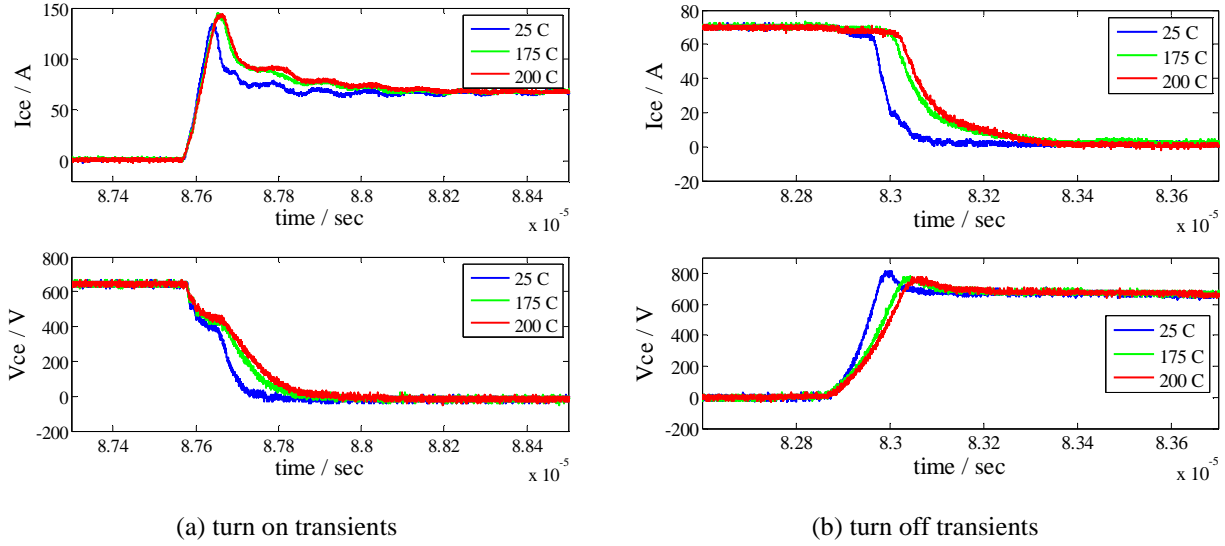 150
100
50
0
Ice / A
25 C
175 C
200 C
8.74 8.76 8.78 8.8 8.82 8.84
time / sec
x 10⁻⁵
800
600
400
200
0
-200
Vce / V
25 C
175 C
200 C
8.74 8.76 8.78 8.8 8.82 8.84
time / sec
x 10⁻⁵
(a) turn on transients
80
60
40
20
0
20
Ice / A
25 C
175 C
200 C
8.28 8.3 8.32 8.34 8.36
time / sec
x 10⁻⁵
800
600
400
200
0
-200
Vce / V
25 C
175 C
200 C
8.28 8.3 8.32 8.34 8.36
time / sec
x 10⁻⁵
(b) turn off transients